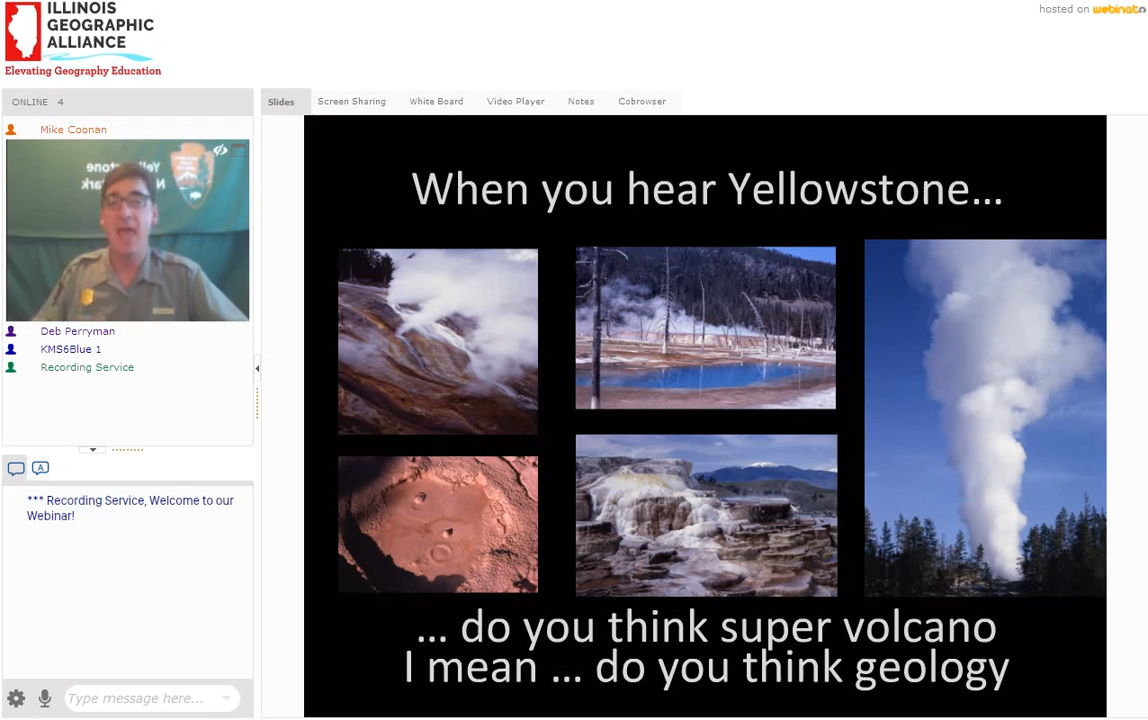 ILLINOIS
GEOGRAPHIC
ALLIANCE
Elevating Geography Education
hosted on webinato
ONLINE 4
Mike Coonan
Yellowstone
N
ark
Deb Perryman
KMS6Blue 1
Recording Service
A
*** Recording Service, Welcome to our
Webinar!
Type message here...
Slides
Screen Sharing
White Board
Video Player
Notes
Cobrowser
When you hear Yellowstone...
... do you think super volcano
I mean ... do you think geology